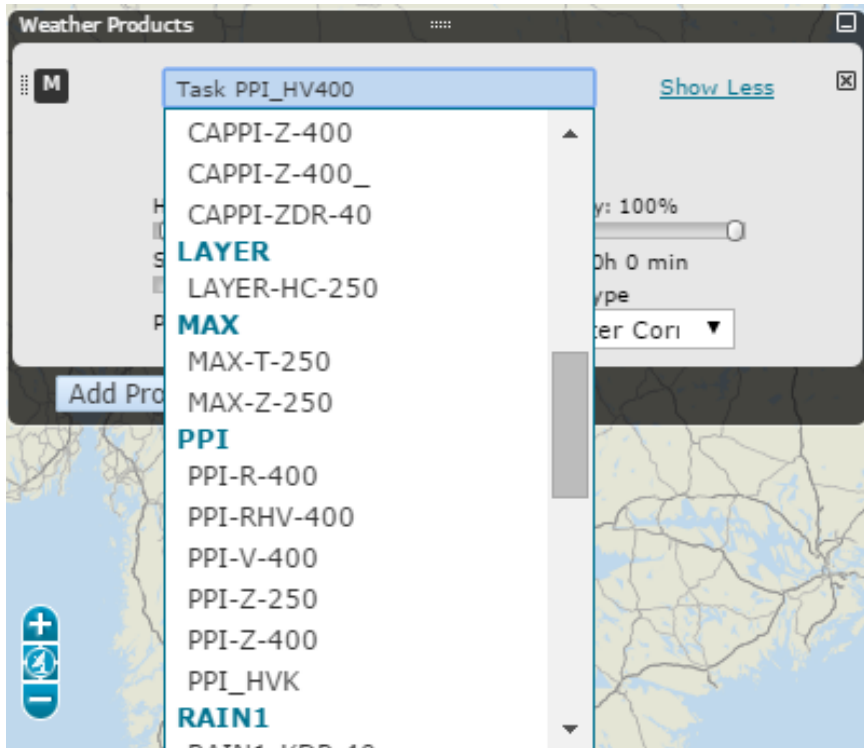 Weather Products
M
Task PPI_HV400
Show Less
CAPPI-Z-400
CAPPI-Z-400_
CAPPI-ZDR-40
y: 100%
LAYER
0h 0 min
LAYER-HC-250
ype
MAX
ter Corr
MAX-T-250
Add Pro
MAX-Z-250
PPI
PPI-R-400
PPI-RHV-400
PPI-V-400
PPI-Z-250
PPI-Z-400
PPI_HVK
RAIN1